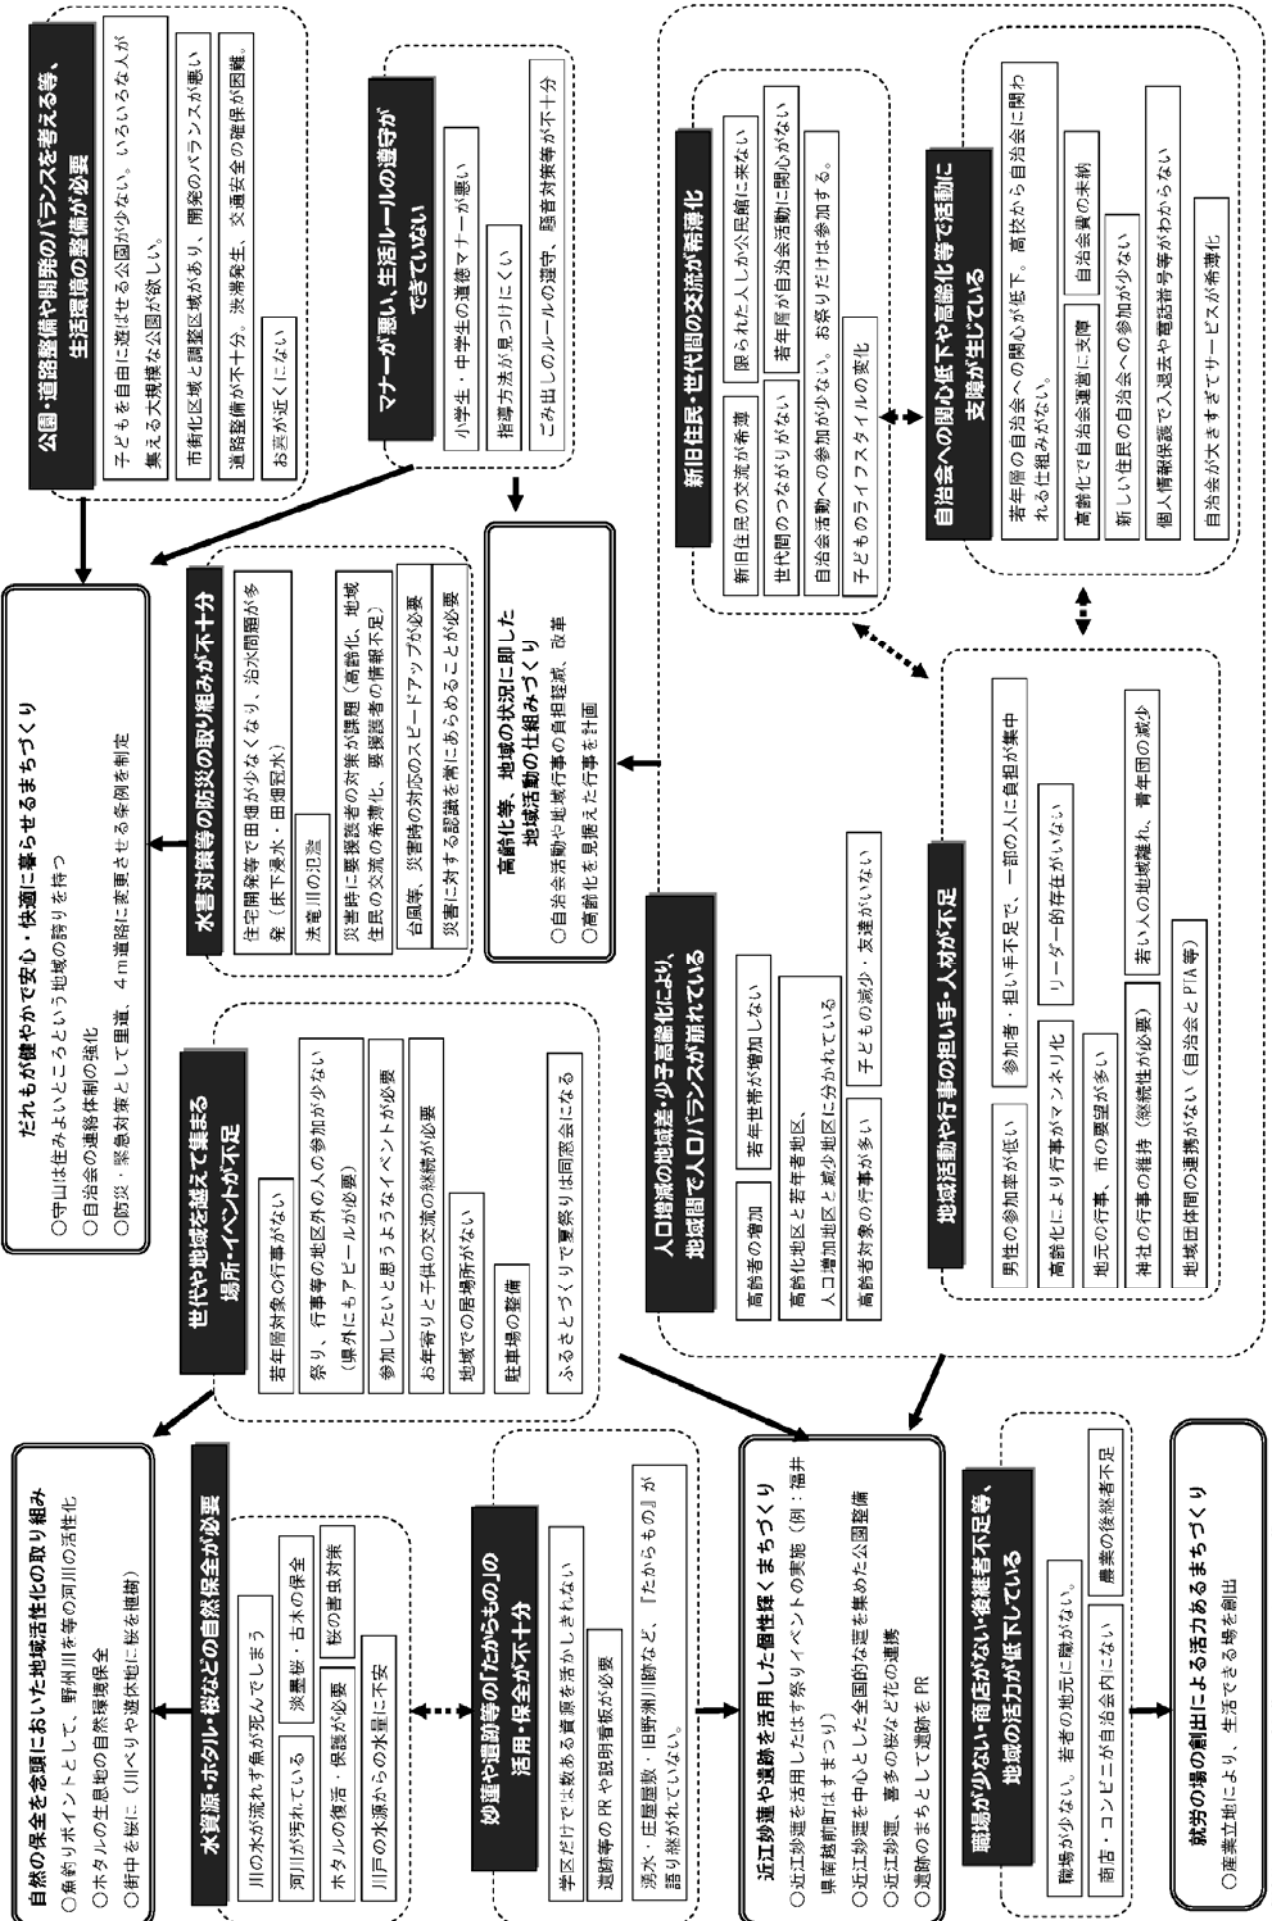 自然の保全を念頭においた地域活性化の取り組み
○魚釣りポイントとして、野州川を等の河川の活性化
○ホタルの生息地の自然環境保全
○街中を桜に（川べりや遊休地に桜を植樹）
水資源・ホタル・桜などの自然保全が必要
川の水が流れず魚が死んでしまう
河川が汚れている
淡墨桜・古木の保全
ホタルの復活・保護が必要
桜の害虫対策
川戸の水源からの水量に不安
妙蓮や遺跡等の「たからもの」の
活用・保全が不十分
学区だけでは数ある資源を活かしきれない
遺跡等の PR や説明看板が必要
湧水・庄屋屋敷・旧野洲川跡など、『たからもの』が
語り継がれていない。
近江妙蓮や遺跡を活用した個性輝くまちづくり
○近江妙蓮を活用したはす祭りイベントの実施（例：福井
県南越前町はすまつり）
○近江妙蓮を中心とした全国的な蓮を集めた公園整備
○近江妙蓮、喜多の桜など花の連携
○遺跡のまちとして遺跡をPR
職場が少ない・商店がない・後継者不足等、
地域の活力が低下している
職場が少ない。若者の地元に職がない。
商店・コンビニが自治会内にない
農業の後継者不足
就労の場の創出による活力あるまちづくり
○産業立地により、生活できる場を創出
だれもが健やかで安心・快適に暮らせるまちづくり
○守山は住みよいところという地域の誇りを持つ
○自治会の連絡体制の強化
○防災・緊急対策として里道、４ｍ道路に変更させる条例を制定
世代や地域を越えて集まる
場所・イベントが不足
若年層対象の行事がない
祭り、行事等の地区外の人の参加が少ない
（県外にもアピールが必要）
参加したいと思うようなイベントが必要
お年寄りと子供の交流の継続が必要
地域での居場所がない
駐車場の整備
ふるさとづくりで夏祭りは同窓会になる
水害対策等の防災の取り組みが不十分
住宅開発等で田畑が少なくなり、治水問題が多
発（床下浸水・田畑冠水）
法竜川の氾濫
災害時に要援護者の対策が課題（高齢化、地域
住民の交流の希薄化、要援護者の情報不足）
台風等、災害時の対応のスピードアップが必要
災害に対する認識を常にあらめることが必要
高齢化等、地域の状況に即した
地域活動の仕組みづくり
○自治会活動や地域行事の負担軽減、改革
○高齢化を見据えた行事を計画
人口増減の地域差・少子高齢化により、
地域間で人口バランスが崩れている
高齢者の増加
若年世帯が増加しない
高齢化地区と若年者地区、
人口増加地区と減少地区に分かれている
高齢者対象の行事が多い
子どもの減少・友達がいない
地域活動や行事の担い手・人材が不足
男性の参加率が低い
参加者・担い手不足で、一部の人に負担が集中
高齢化により行事がマンネリ化
リーダー的存在がいない
地元の行事、市の要望が多い
神社の行事の維持（継続性が必要）
若い人の地域離れ、青年団の減少
地域団体間の連携がない（自治会とPTA等）
公園・道路整備や開発のバランスを考える等、
生活環境の整備が必要
子どもを自由に遊ばせる公園が少ない。いろいろな人が
集える大規模な公園が欲しい。
市街化区域と調整区域があり、開発のバランスが悪い
道路整備が不十分。渋滞発生、交通安全の確保が困難。
お墓が近くにない
マナーが悪い、生活ルールの遵守が
できていない
小学生・中学生の道徳マナーが悪い
指導方法が見つけにくい
ごみ出しのルールの遵守、騒音対策等が不十分
新旧住民・世代間の交流が希薄化
新旧住民の交流が希薄
限られた人しか公民館に来ない
世代間のつながりがない
若年層が自治会活動に関心がない
自治会活動への参加が少ない。お祭りだけは参加する。
子どものライフスタイルの変化
自治会への関心低下や高齢化等で活動に
支障が生じている
若年層の自治会への関心が低下。高校から自治会に関わ
れる仕組みがない。
高齢化で自治会運営に支障
自治会費の未納
新しい住民の自治会への参加が少ない
個人情報保護で入退去や電話番号等がわからない
自治会が大きすぎてサービスが希薄化